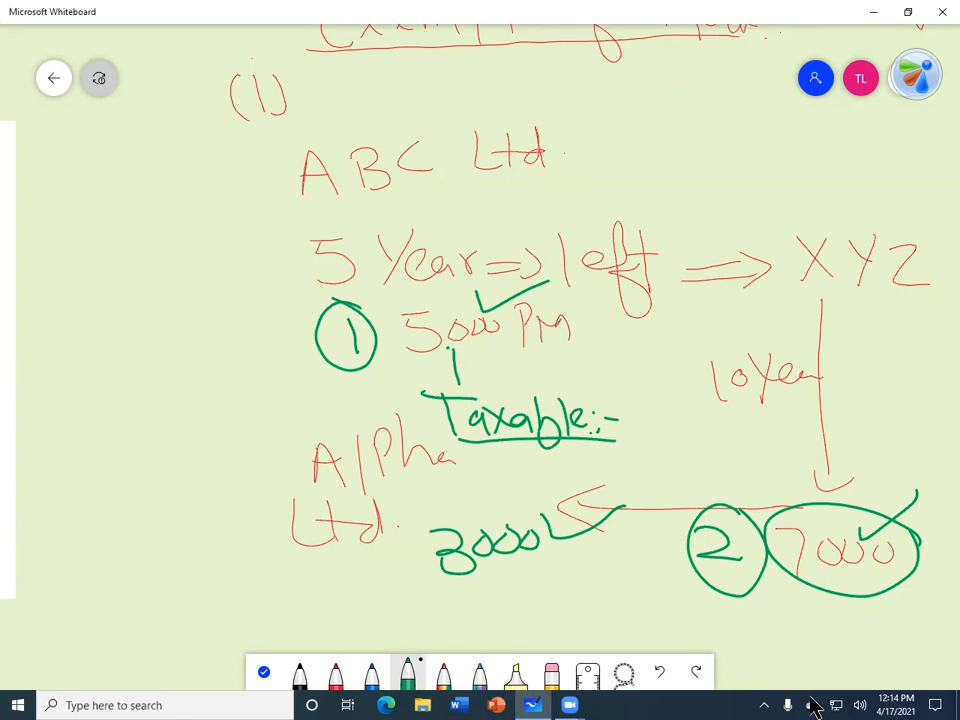 Microsoft Whiteboard
(1)
TL
ABC Ltd
5 Year => left => XYZ
1 5000 PM
10 Year
Taxable:-
Alpha
Ltd.
3000
2 7000
Type here to search
12:14 PM
4/17/2021